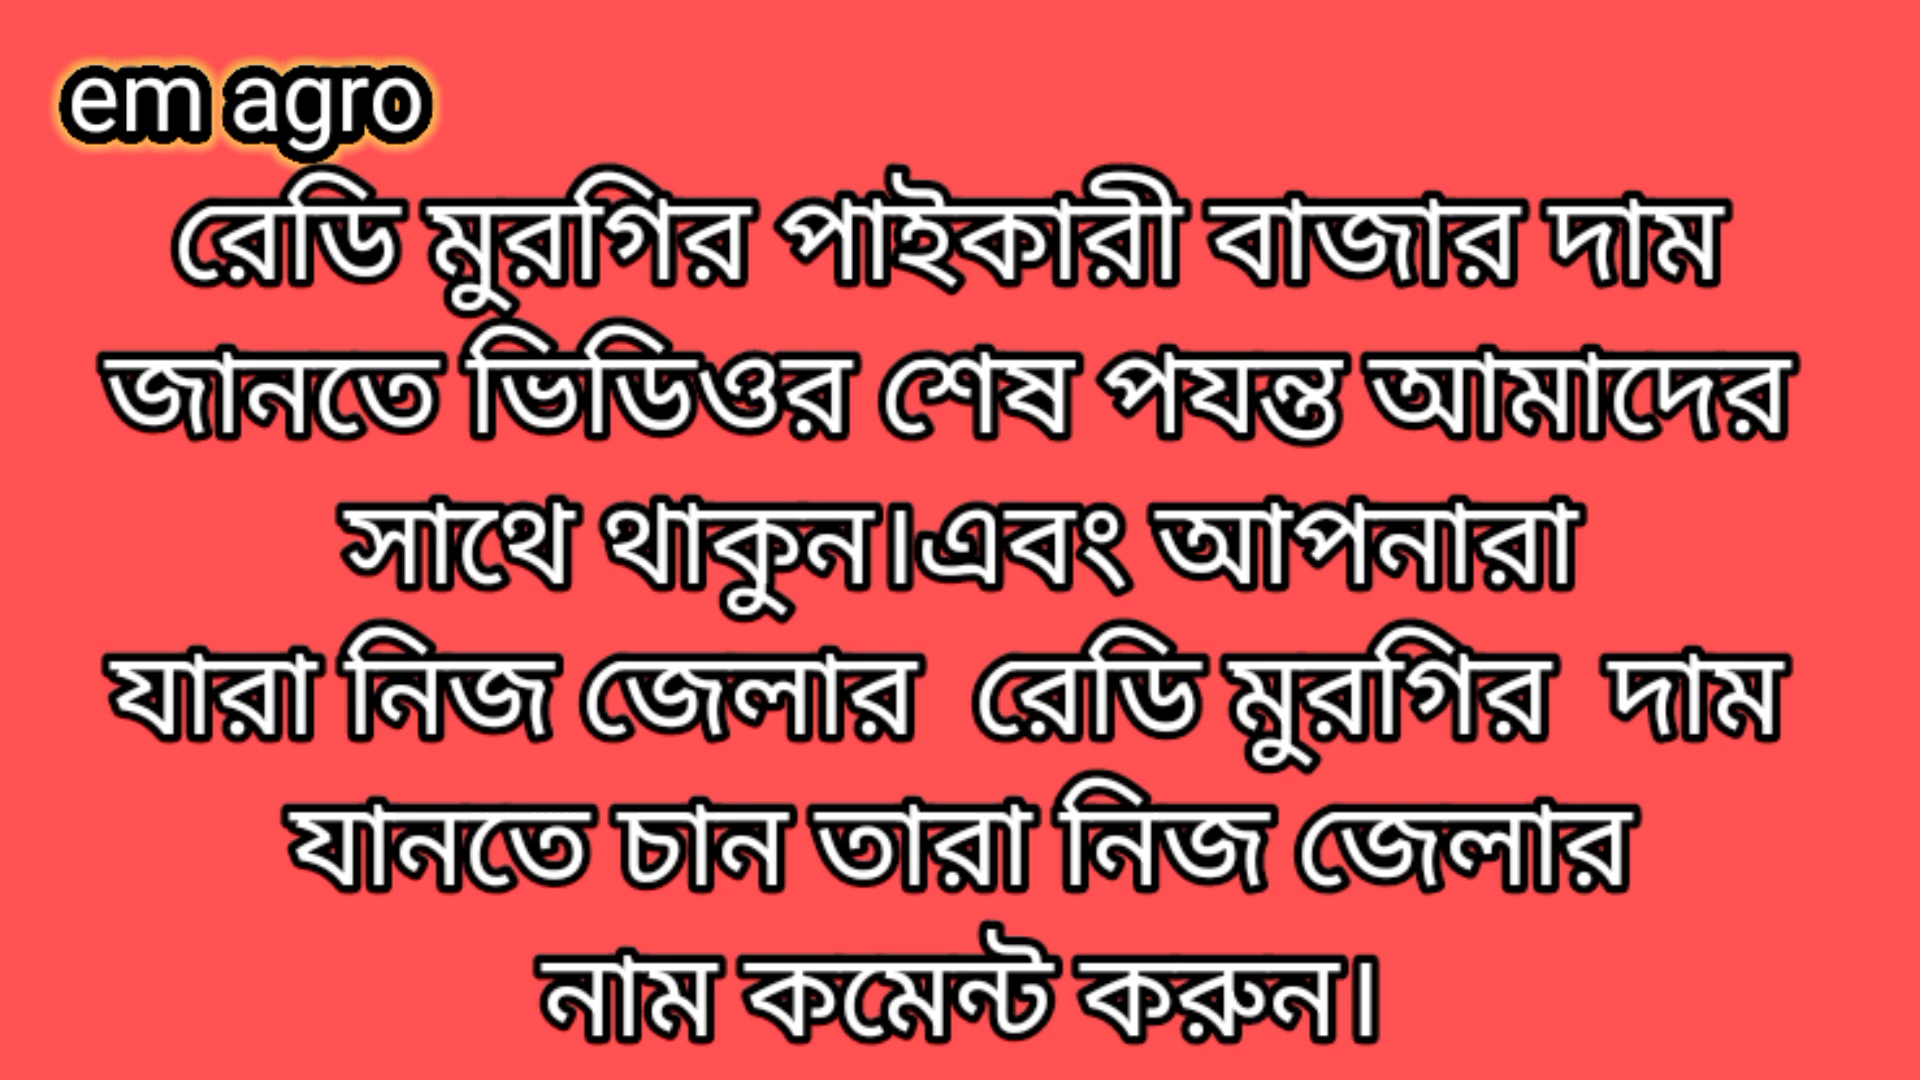 em agro
রেডি মুরগির পাইকারী বাজার দাম
জানতে ভিডিওর শেষ পযন্ত আমাদের
সাথে থাকুন।এবং আপনারা
যারা নিজ জেলার রেডি মুরগির দাম
যানতে চান তারা নিজ জেলার
নাম কমেন্ট করুন।